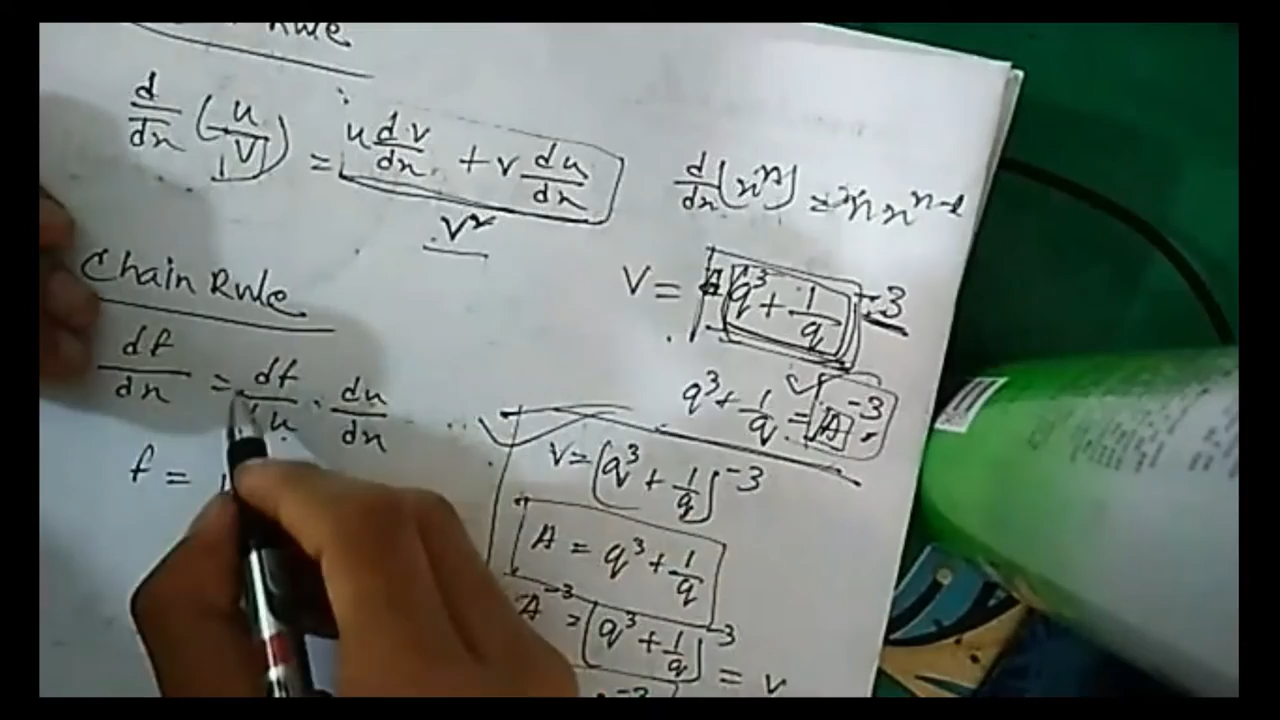 Rule
d/dx (u/v) = (u dv/dx + v du/dx) / v²
d/dx (x^n) = n x^{n-1}
Chain Rule
df/dx = df/du · du/dx
f =
V = (q³ + 1/q)^-3
q³ + 1/q = A^-3
V = (q³ + 1/q)^-3
A = q³ + 1/q
A^-3 = (q³ + 1/q)^-3 = V